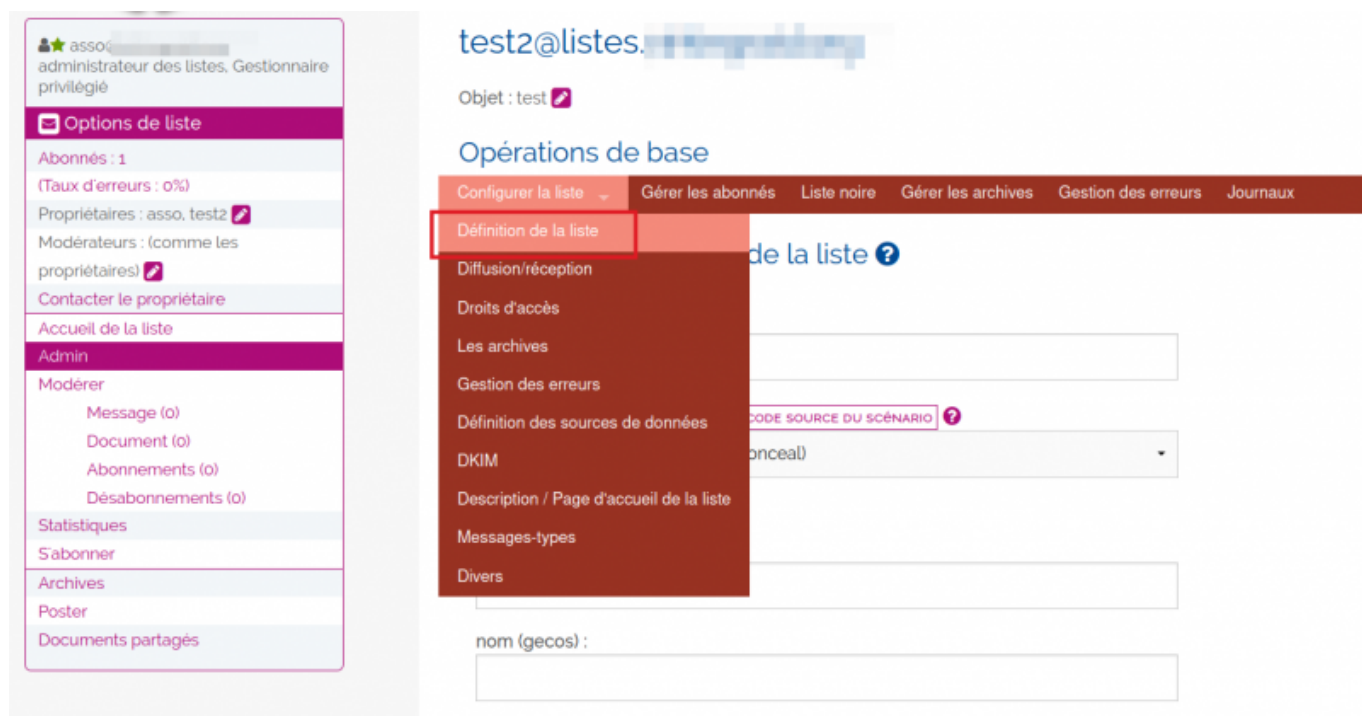 asso
administrateur des listes, Gestionnaire
privilégié
Options de liste
Abonnés : 1
(Taux d'erreurs : 0%)
Propriétaires : asso, test2
Modérateurs : (comme les
propriétaires)
Contacter le propriétaire
Accueil de la liste
Admin
Modérer
Message (0)
Document (0)
Abonnements (0)
Désabonnements (0)
Statistiques
S'abonner
Archives
Poster
Documents partagés
test2@listes.
Objet : test
Opérations de base
Configurer la liste Gérer les abonnés Liste noire Gérer les archives Gestion des erreurs Journaux
Définition de la liste
de la liste
Diffusion/réception
Droits d'accès
Les archives
Gestion des erreurs
CODE SOURCE DU SCÉNARIO
Définition des sources de données
onceal)
DKIM
Description / Page d'accueil de la liste
Messages-types
Divers
nom (gecos) :